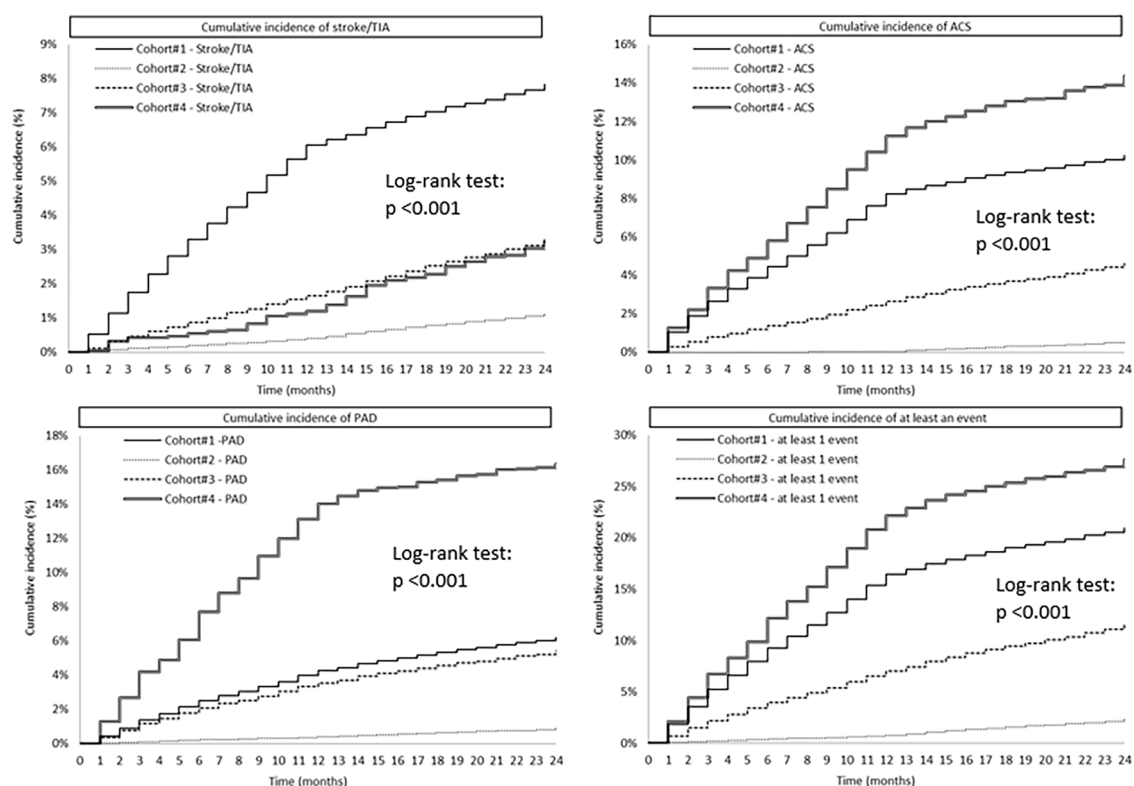 Cumulative incidence of stroke/TIA
9%
8%
7%
6%
5%
4%
3%
2%
1%
0%
Cumulative incidence (%)
Cohort#1 - Stroke/TIA
Cohort#2 - Stroke/TIA
Cohort#3 - Stroke/TIA
Cohort#4 - Stroke/TIA
Log-rank test:
p <0.001
0 1 2 3 4 5 6 7 8 9 10 11 12 13 14 15 16 17 18 19 20 21 22 23 24
Time (months)
Cumulative incidence of ACS
16%
14%
12%
10%
8%
6%
4%
2%
0%
Cumulative incidence (%)
Cohort#1 - ACS
Cohort#2 - ACS
Cohort#3 - ACS
Cohort#4 - ACS
Log-rank test:
p <0.001
0 1 2 3 4 5 6 7 8 9 10 11 12 13 14 15 16 17 18 19 20 21 22 23 24
Time (months)
Cumulative incidence of PAD
18%
16%
14%
12%
10%
8%
6%
4%
2%
0%
Cumulative incidence (%)
Cohort#1 -PAD
Cohort#2 - PAD
Cohort#3 - PAD
Cohort#4 - PAD
Log-rank test:
p <0.001
0 1 2 3 4 5 6 7 8 9 10 11 12 13 14 15 16 17 18 19 20 21 22 23 24
Time (months)
Cumulative incidence of at least an event
30%
25%
20%
15%
10%
5%
0%
Cumulative incidence (%)
Cohort#1 - at least 1 event
Cohort#2 - at least 1 event
Cohort#3 - at least 1 event
Cohort#4 - at least 1 event
Log-rank test:
p <0.001
0 1 2 3 4 5 6 7 8 9 10 11 12 13 14 15 16 17 18 19 20 21 22 23 24
Time (months)